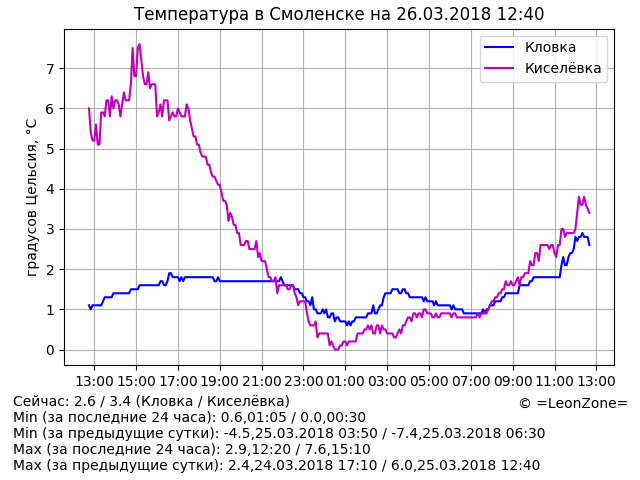 Температура в Смоленске на 26.03.2018 12:40
Кловка
Киселёвка
градусов Цельсия, °C
7
6
5
4
3
2
1
0
13:00 15:00 17:00 19:00 21:00 23:00 01:00 03:00 05:00 07:00 09:00 11:00 13:00
Сейчас: 2.6 / 3.4 (Кловка / Киселёвка)
© =LeonZone=
Min (за последние 24 часа): 0.6,01:05 / 0.0,00:30
Min (за предыдущие сутки): -4.5,25.03.2018 03:50 / -7.4,25.03.2018 06:30
Max (за последние 24 часа): 2.9,12:20 / 7.6,15:10
Max (за предыдущие сутки): 2.4,24.03.2018 17:10 / 6.0,25.03.2018 12:40